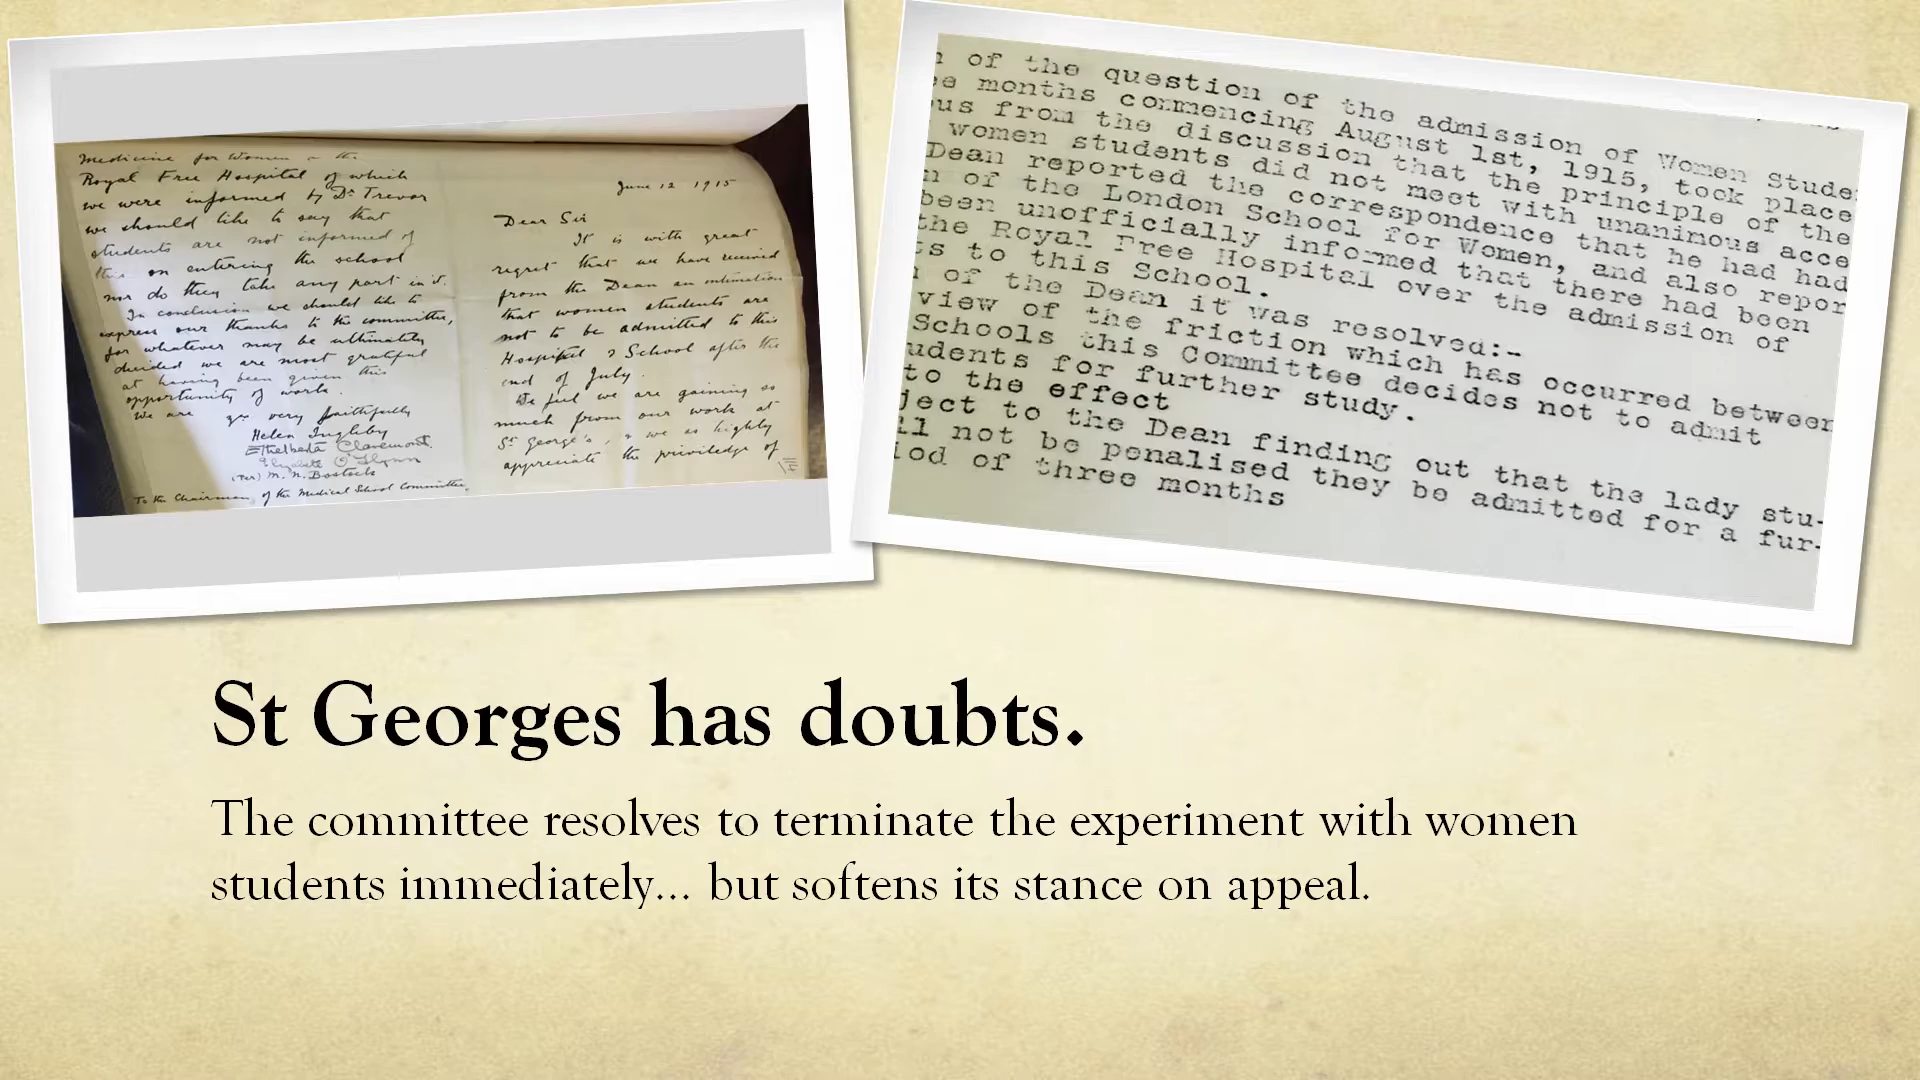 Medicine for Women or the
Royal Free Hospital of which
we were informed by Dr Trevor
we should like to say that
students are not informed of
this on entering the school
nor do they take any part in it.
In conclusion we should like to
express our thanks to the committee,
for whatever may be ultimately
decided we are most grateful
at having been given this
opportunity of work.
We are yrs very faithfully
Helen Ingleby
Ethelberta Claremont
Elizabeth O'Flynn
(per) M. N. Bostock
To the Chairman of the Medical School Committee.
June 12 1915
Dear Sir
It is with great
regret that we have received
from the Dean an intimation
that women students are
not to be admitted to this
Hospital & School after the
end of July.
We feel we are gaining so
much from our work at
St George's, & we so highly
appreciate the priviledge of
n of the question of the admission of Women Stude
ee months commencing August 1st, 1915, took place
us from the discussion that the principle of the
women students did not meet with unanimous acce
Dean reported the correspondence that he had had
n of the London School for Women, and also repor
been unofficially informed that there had been
the Royal Free Hospital over the admission of
ts to this School.
n of the Dean it was resolved:-
view of the friction which has occurred between
Schools this Committee decides not to admit
udents for further study.
to the effect
ject to the Dean finding out that the lady stu-
ll not be penalised they be admitted for a fur-
iod of three months
St Georges has doubts.
The committee resolves to terminate the experiment with women
students immediately... but softens its stance on appeal.